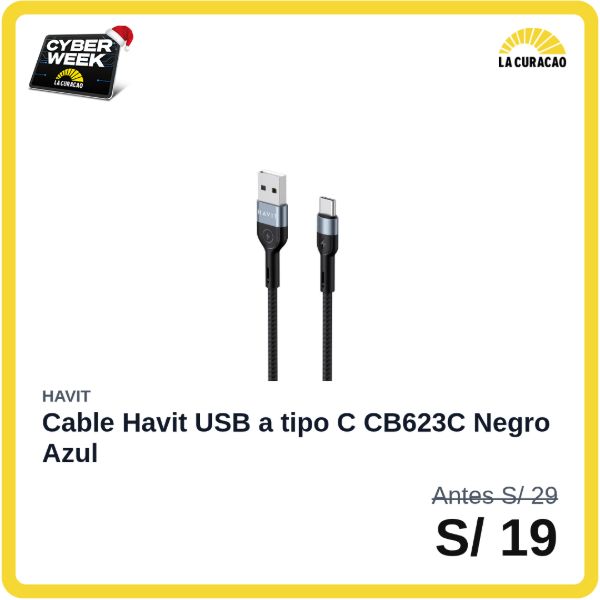 CYBER
WEEK
LA CURACAO
LA CURACAO
HAVIT
HAVIT
Cable Havit USB a tipo C CB623C Negro
Azul
Antes S/ 29
S/ 19